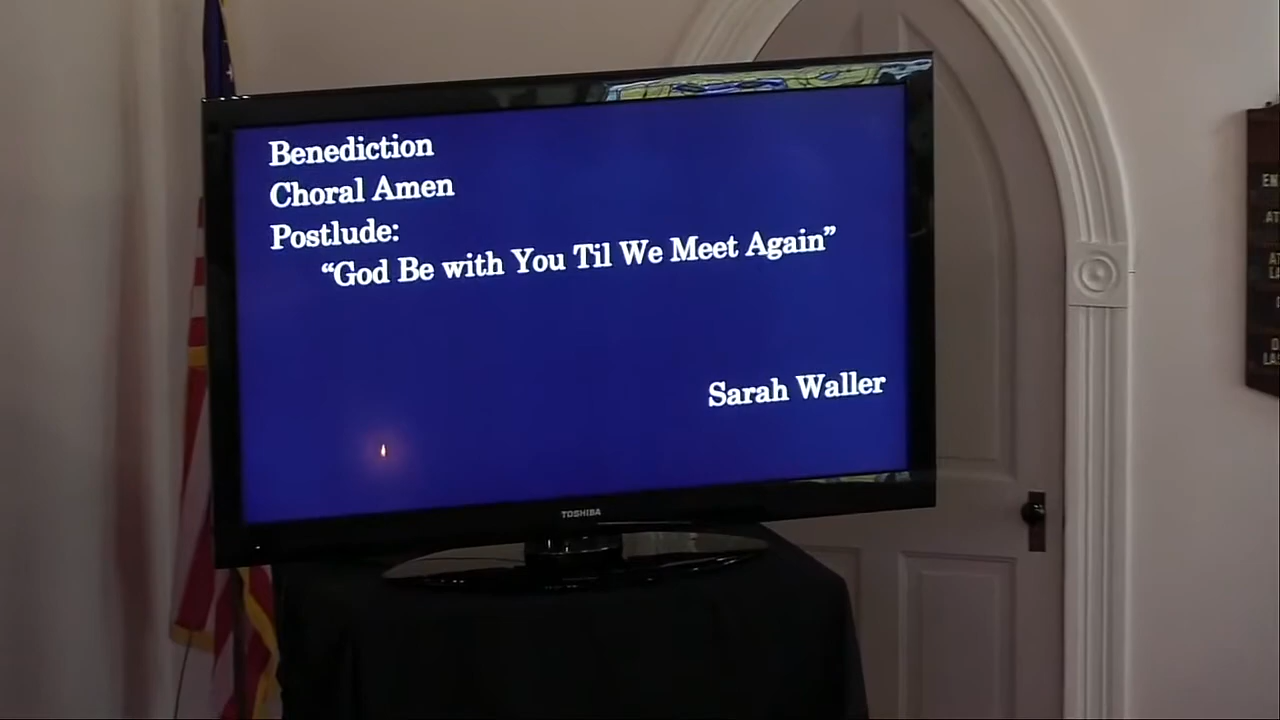 Benediction
Choral Amen
Postlude:
“God Be with You Til We Meet Again”
Sarah Waller
TOSHIBA